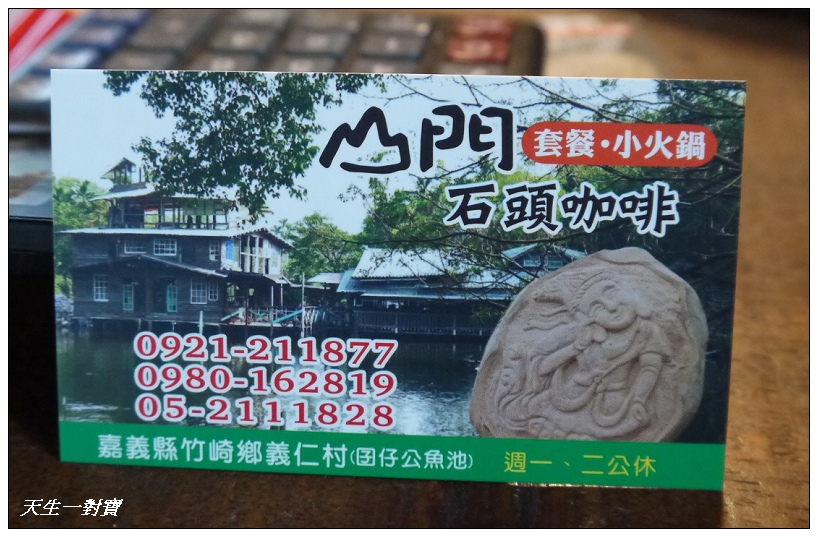 山門
套餐·小火鍋
石頭咖啡
0921-211877
0980-162819
05-2111828
嘉義縣竹崎鄉義仁村(囝仔公魚池) 週一、二公休
天生一對寶